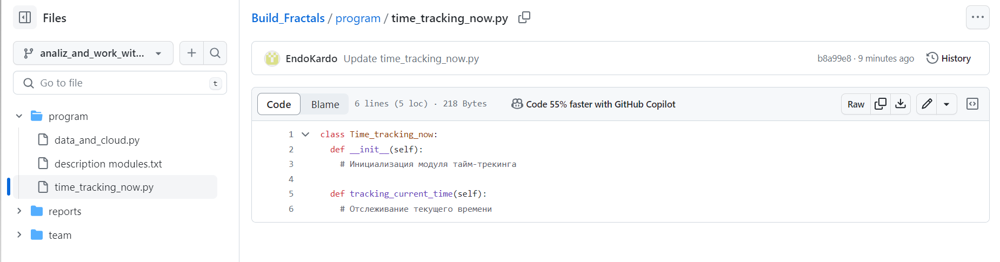 Files
analiz_and_work_wit...
Go to file
t
program
data_and_cloud.py
description modules.txt
time_tracking_now.py
reports
team
Build_Fractals / program / time_tracking_now.py
EndoKardo Update time_tracking_now.py b8a99e8 · 9 minutes ago History
Code Blame 6 lines (5 loc) · 218 Bytes Code 55% faster with GitHub Copilot Raw
1 class Time_tracking_now:
2 def __init__(self):
3 # Инициализация модуля тайм-трекинга
4
5 def tracking_current_time(self):
6 # Отслеживание текущего времени